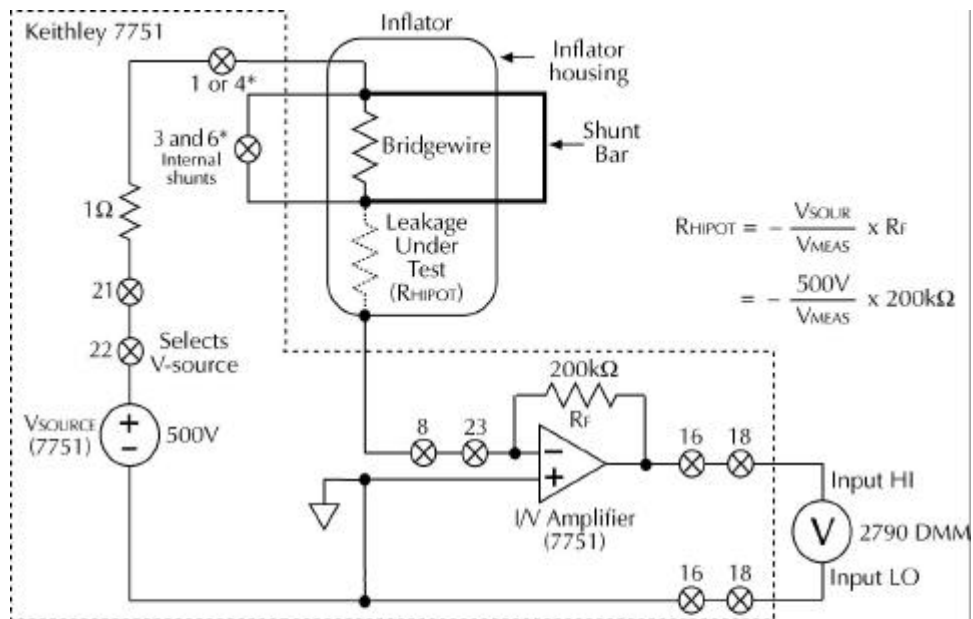 Keithley 7751
Inflator
Inflator
housing
1 or 4*
3 and 6*
Internal
shunts
Bridgewire
Shunt
Bar
1Ω
Leakage
Under
Test
(RHIPOT)
RHIPOT = − VSOUR / VMEAS x RF
= − 500V / VMEAS x 200kΩ
21
22
Selects
V-source
VSOURCE
(7751)
+
−
500V
200kΩ
RF
8
23
−
+
I/V Amplifier
(7751)
16
18
Input HI
V
2790 DMM
Input LO
16
18